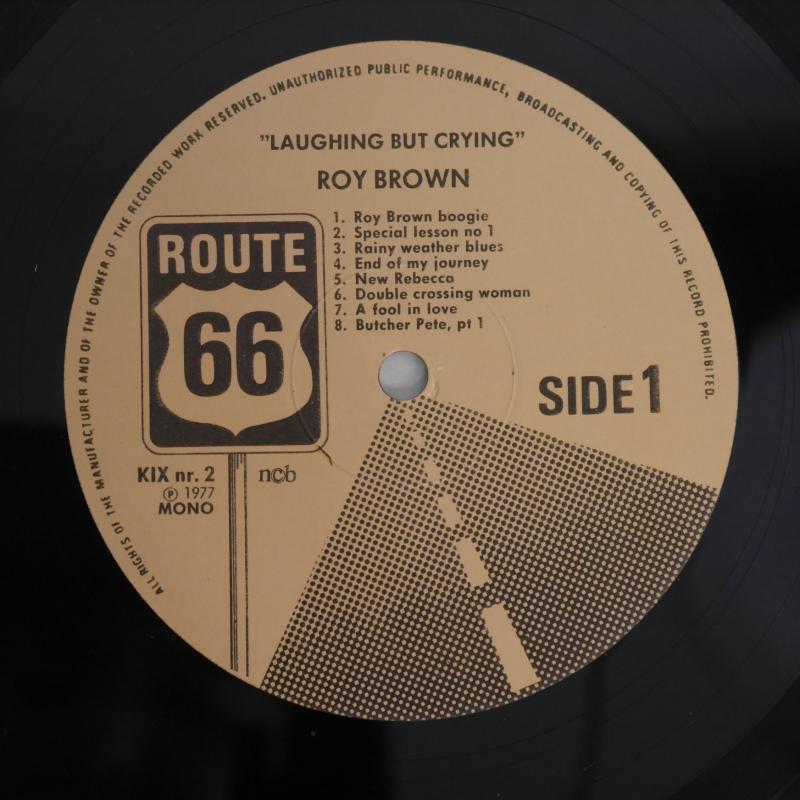 ALL RIGHTS OF THE MANUFACTURER AND OF THE OWNER OF THE RECORDED WORK RESERVED. UNAUTHORIZED PUBLIC PERFORMANCE, BROADCASTING AND COPYING OF THIS RECORD PROHIBITED.
"LAUGHING BUT CRYING"
ROY BROWN
1. Roy Brown boogie
2. Special lesson no 1
3. Rainy weather blues
4. End of my journey
5. New Rebecca
6. Double crossing woman
7. A fool in love
8. Butcher Pete, pt 1
ROUTE
66
SIDE 1
KIX nr. 2
ncb
℗ 1977
MONO